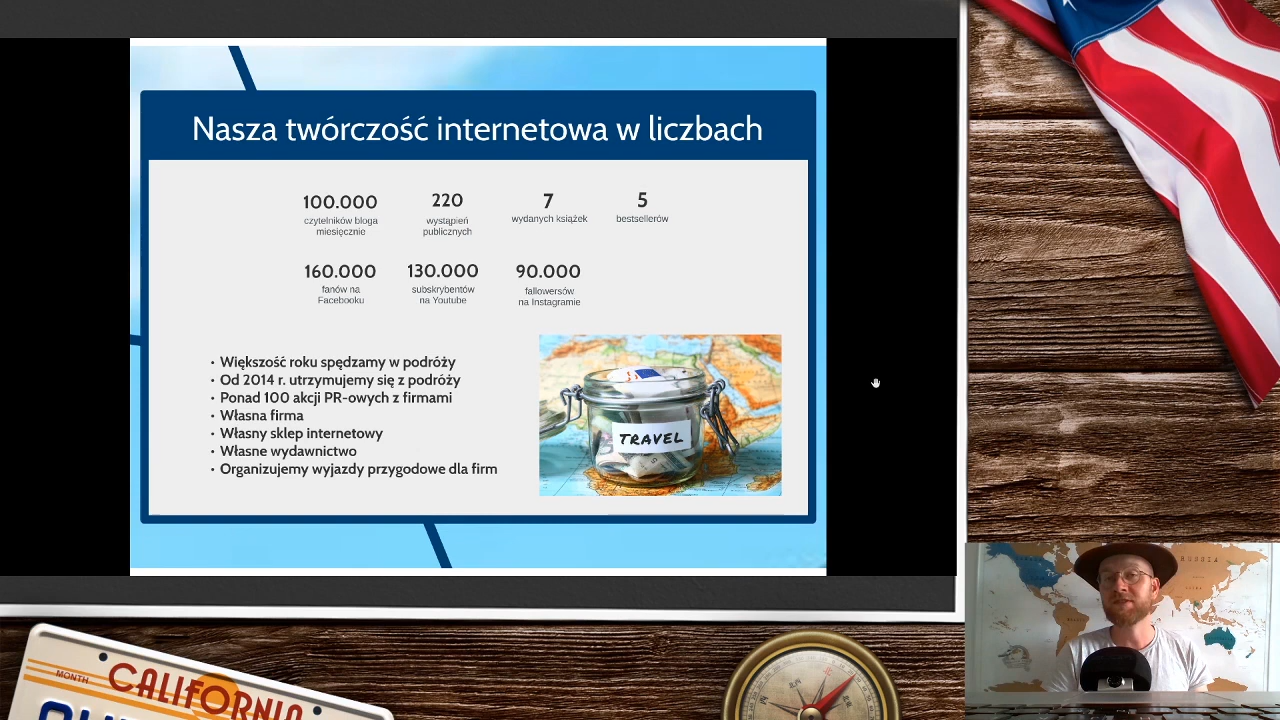 Nasza twórczość internetowa w liczbach
100.000
czytelników bloga
miesięcznie
220
wystąpień
publicznych
7
wydanych książek
5
bestsellerów
160.000
fanów na
Facebooku
130.000
subskrybentów
na Youtube
90.000
fallowersów
na Instagramie
• Większość roku spędzamy w podróży
• Od 2014 r. utrzymujemy się z podróży
• Ponad 100 akcji PR-owych z firmami
• Własna firma
• Własny sklep internetowy
• Własne wydawnictwo
• Organizujemy wyjazdy przygodowe dla firm
TRAVEL
RUSSIA
MONTH
CALIFORNIA